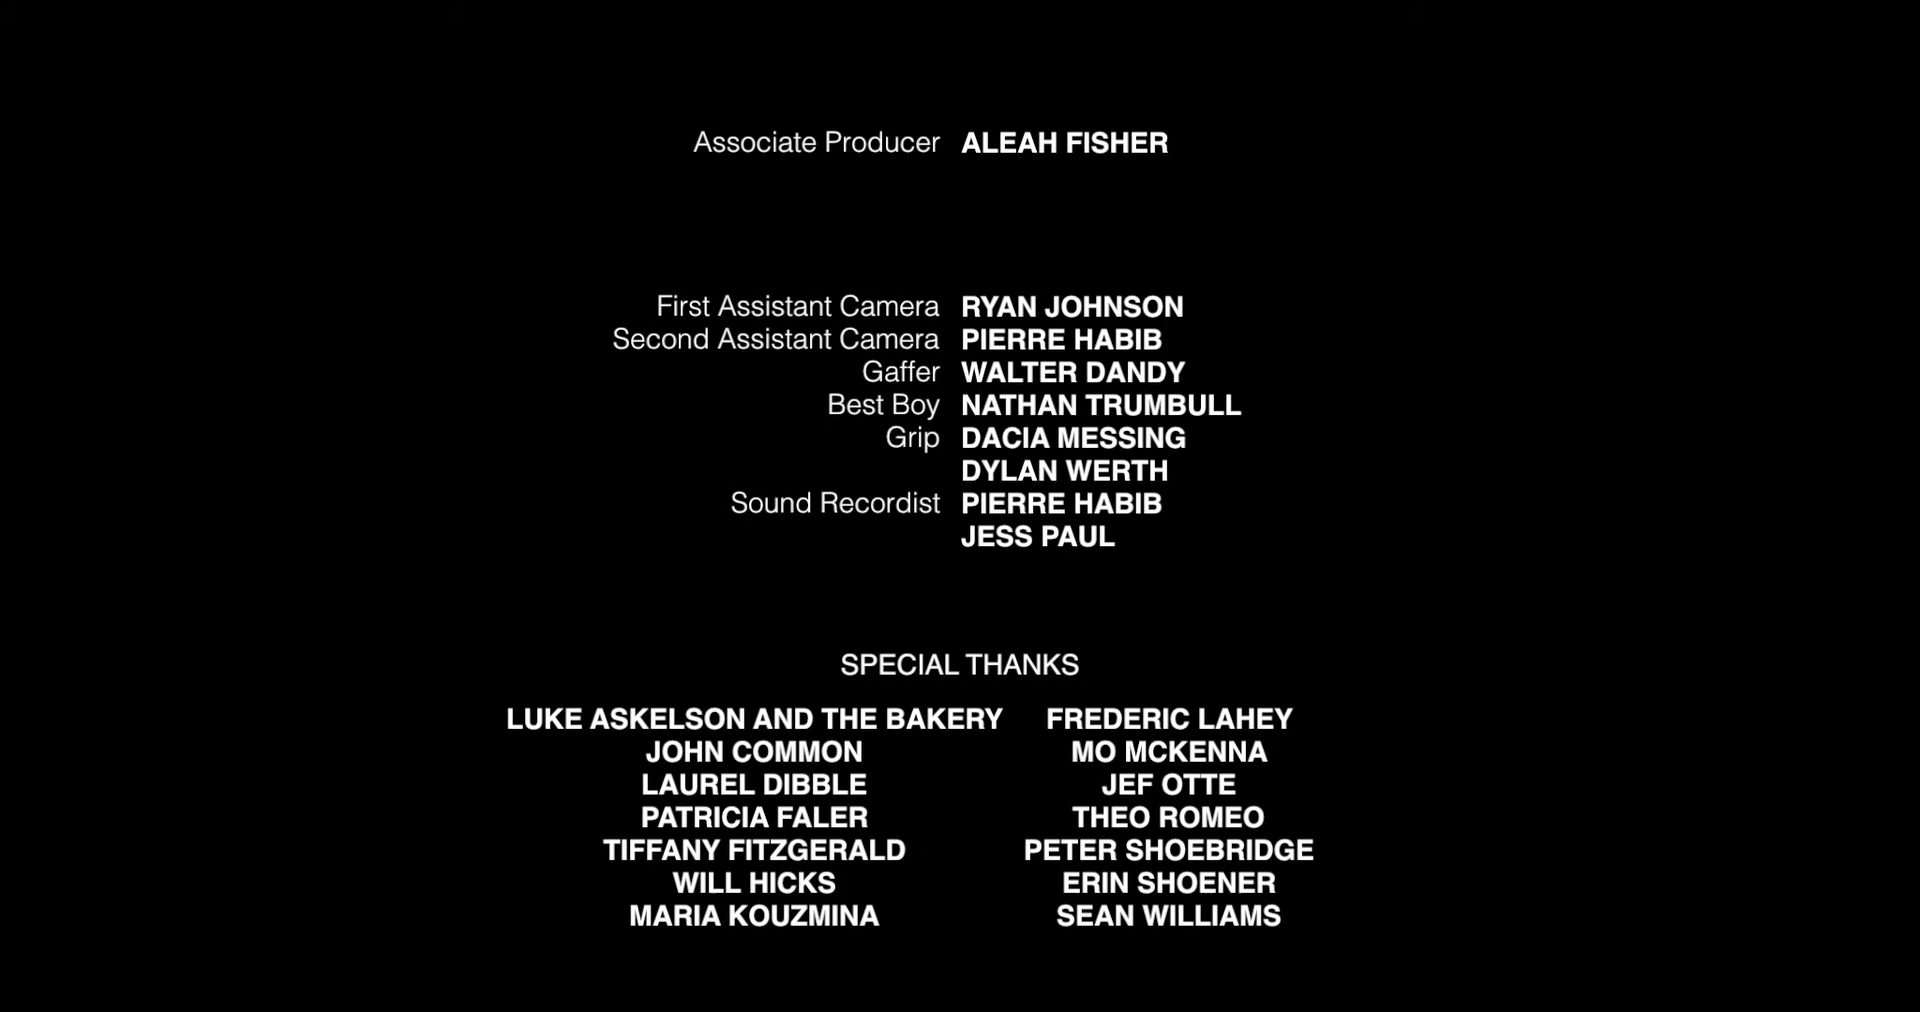 Associate Producer ALEAH FISHER
First Assistant Camera RYAN JOHNSON
Second Assistant Camera PIERRE HABIB
Gaffer WALTER DANDY
Best Boy NATHAN TRUMBULL
Grip DACIA MESSING
DYLAN WERTH
Sound Recordist PIERRE HABIB
JESS PAUL
SPECIAL THANKS
LUKE ASKELSON AND THE BAKERY FREDERIC LAHEY
JOHN COMMON MO MCKENNA
LAUREL DIBBLE JEF OTTE
PATRICIA FALER THEO ROMEO
TIFFANY FITZGERALD PETER SHOEBRIDGE
WILL HICKS ERIN SHOENER
MARIA KOUZMINA SEAN WILLIAMS